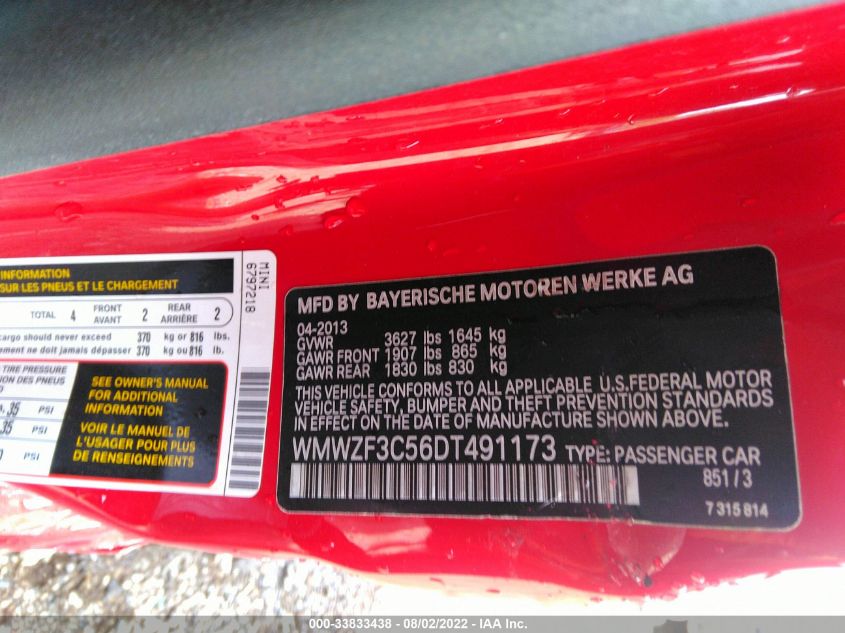 INFORMATION
SUR LES PNEUS ET LE CHARGEMENT
TOTAL 4 FRONT AVANT 2 REAR ARRIÈRE 2
cargo should never exceed 370 kg or 816 lbs.
ement ne doit jamais dépasser 370 kg ou 816 lb.
TIRE PRESSURE
ION DES PNEUS
35 PSI
35 PSI
PSI
SEE OWNER'S MANUAL
FOR ADDITIONAL
INFORMATION
VOIR LE MANUEL DE
L'USAGER POUR PLUS
DE RENSEIGNEMENTS
MINI
6797218
MFD BY BAYERISCHE MOTOREN WERKE AG
04-2013
GVWR 3627 lbs 1645 kg
GAWR FRONT 1907 lbs 865 kg
GAWR REAR 1830 lbs 830 kg
THIS VEHICLE CONFORMS TO ALL APPLICABLE U.S.FEDERAL MOTOR
VEHICLE SAFETY, BUMPER AND THEFT PREVENTION STANDARDS
IN EFFECT ON THE DATE OF MANUFACTURE SHOWN ABOVE.
WMWZF3C56DT491173 TYPE: PASSENGER CAR
851/3
7315814
000-33833438 - 08/02/2022 - IAA Inc.